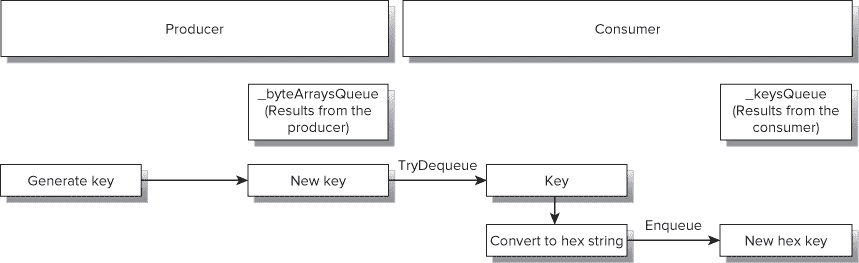 Producer
Consumer
_byteArraysQueue
(Results from the
producer)
_keysQueue
(Results from the
consumer)
Generate key
New key
TryDequeue
Key
Convert to hex string
Enqueue
New hex key